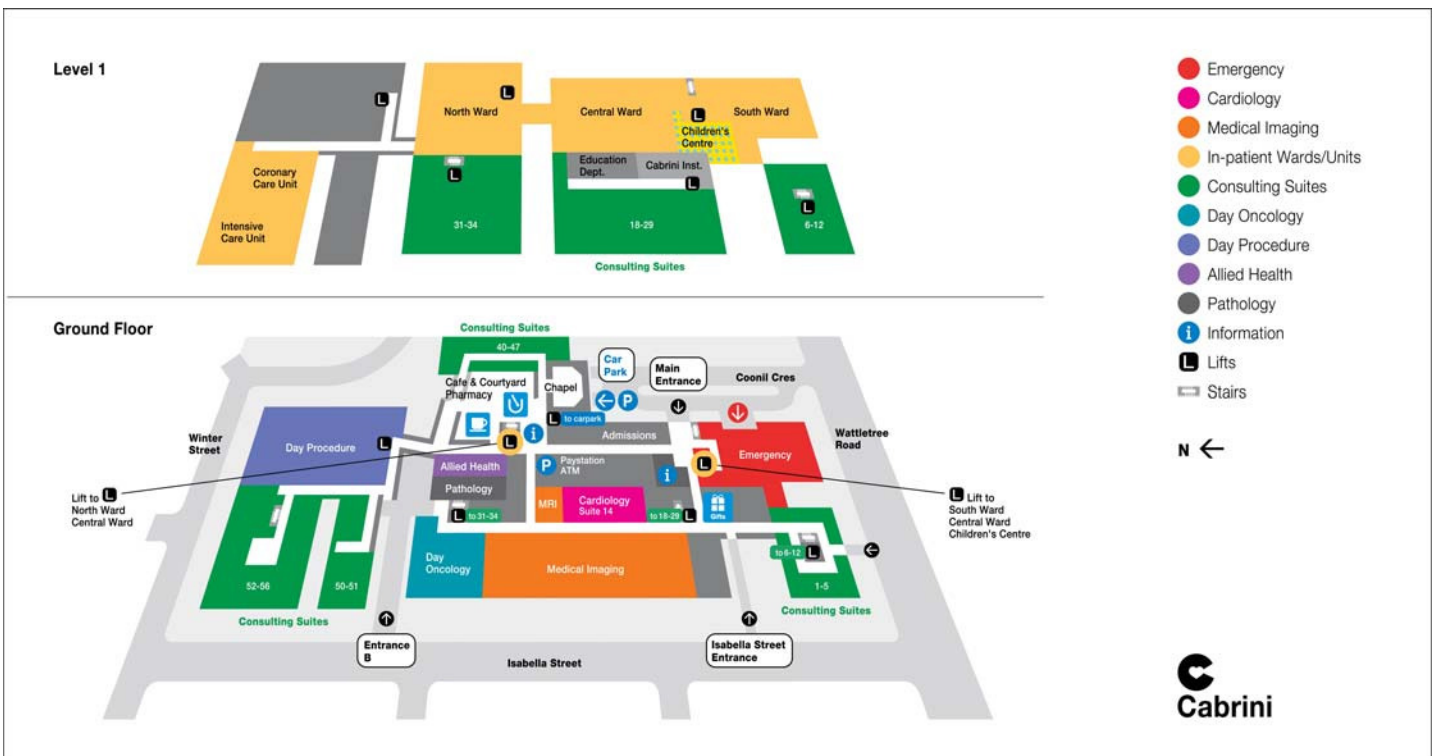 Level 1
L
L
North Ward
Central Ward
L
South Ward
Children's
Centre
Coronary
Care Unit
L
Education
Dept.
Cabrini Inst.
L
L
Intensive
Care Unit
31-34
18-29
6-12
Consulting Suites
Ground Floor
Consulting Suites
40-47
Cafe & Courtyard
Pharmacy
Chapel
Car
Park
P
Main
Entrance
Coonil Cres
L
to carpark
i
L
Admissions
Winter
Street
Day Procedure
L
Wattletree
Road
Emergency
L
Allied Health
Pathology
P
Paystation
ATM
i
Lift to L
North Ward
Central Ward
L
to 31-34
MRI
Cardiology
Suite 14
to 18-29
L
Gifts
L Lift to
South Ward
Central Ward
Children's Centre
Day
Oncology
Medical Imaging
to 6-12
L
52-56
50-51
1-5
Consulting Suites
Consulting Suites
Entrance
B
Isabella Street
Isabella Street
Entrance
Emergency
Cardiology
Medical Imaging
In-patient Wards/Units
Consulting Suites
Day Oncology
Day Procedure
Allied Health
Pathology
i Information
L Lifts
Stairs
N
Cabrini